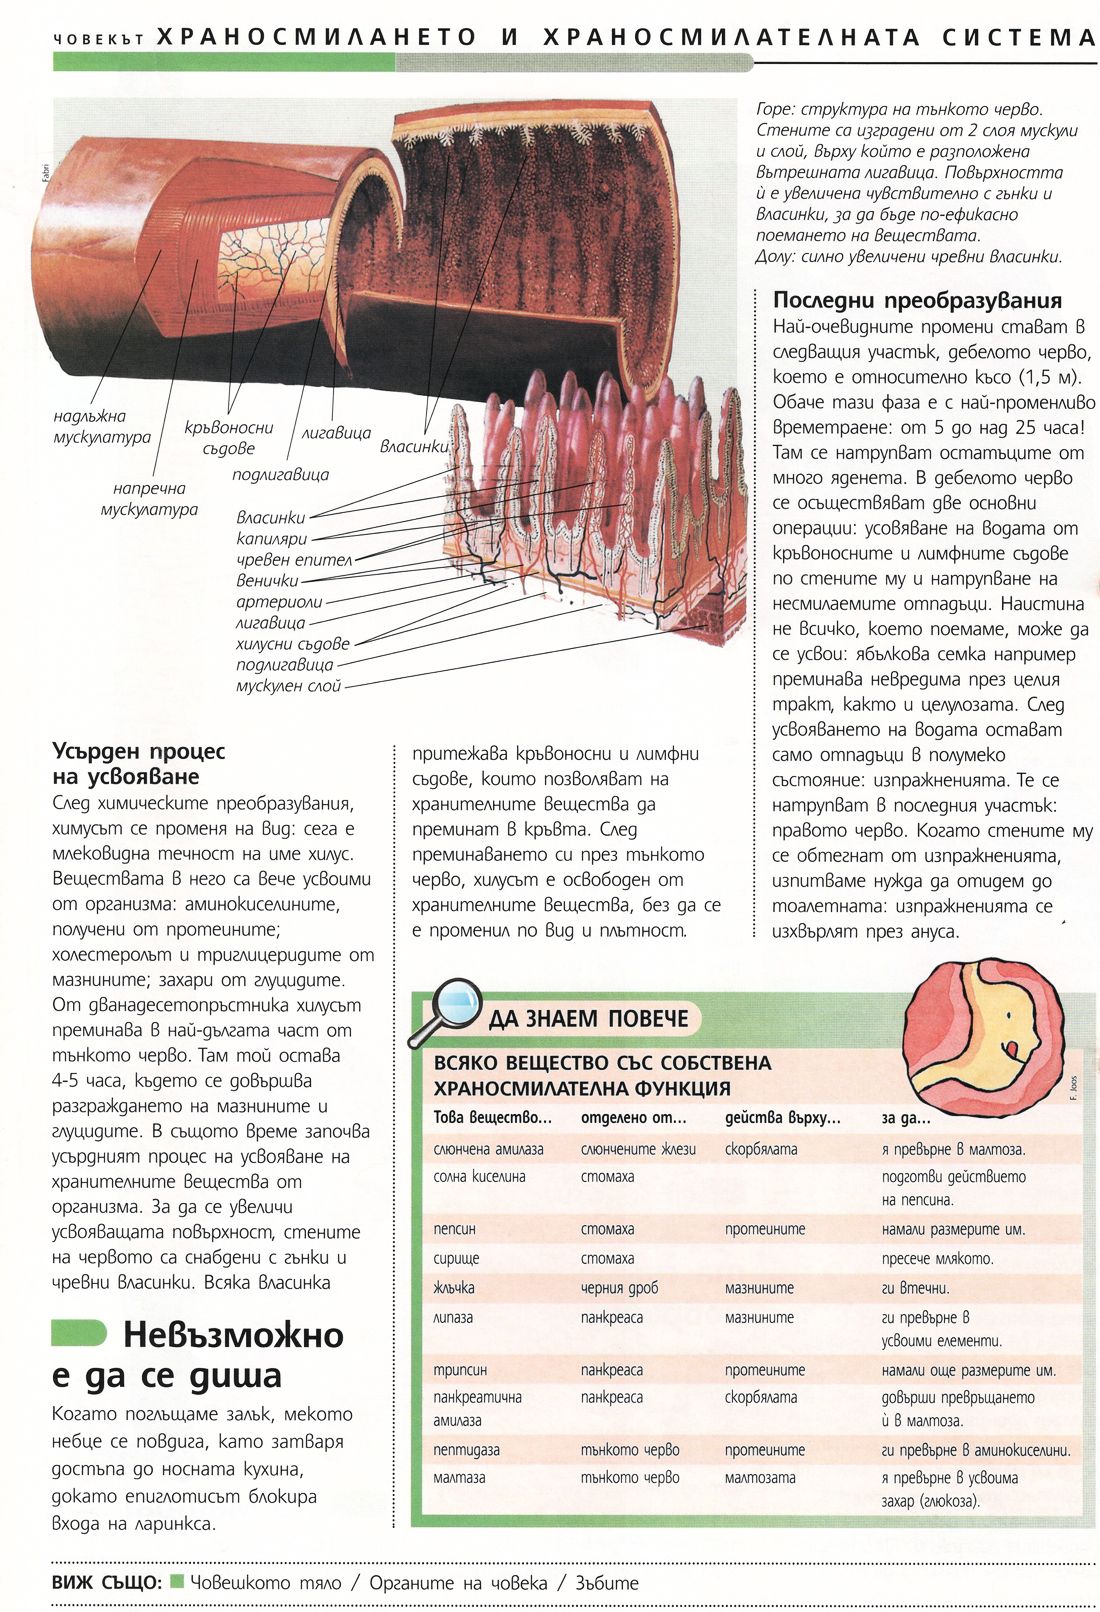 ЧОВЕКЪТ ХРАНОСМИЛАНЕТО И ХРАНОСМИЛАТЕЛНАТА СИСТЕМА
Fabri
Горе: структура на тънкото черво.
Стените са изградени от 2 слоя мускули
и слой, върху който е разположена
вътрешната лигавица. Повърхността
ѝ е увеличена чувствително с гънки и
власинки, за да бъде по-ефикасно
поемането на веществата.
Долу: силно увеличени чревни власинки.
надлъжна
мускулатура
напречна
мускулатура
кръвоносни
съдове
подлигавица
лигавица
власинки
власинки
капиляри
чревен епител
венички
артериоли
лигавица
хилусни съдове
подлигавица
мускулен слой
Усърден процес
на усвояване
След химическите преобразувания,
химусът се променя на вид: сега е
млековидна течност на име хилус.
Веществата в него са вече усвоими
от организма: аминокиселините,
получени от протеините;
холестеролът и триглицеридите от
мазнините; захари от глуцидите.
От дванадесетопръстника хилусът
преминава в най-дългата част от
тънкото черво. Там той остава
4-5 часа, където се довършва
разграждането на мазнините и
глуцидите. В същото време започва
усърдният процес на усвояване на
хранителните вещества от
организма. За да се увеличи
усвояващата повърхност, стените
на червото са снабдени с гънки и
чревни власинки. Всяка власинка
притежава кръвоносни и лимфни
съдове, които позволяват на
хранителните вещества да
преминат в кръвта. След
преминаването си през тънкото
черво, хилусът е освободен от
хранителните вещества, без да се
е променил по вид и плътност.
Последни преобразувания
Най-очевидните промени стават в
следващия участък, дебелото черво,
което е относително късо (1,5 м).
Обаче тази фаза е с най-променливо
времетраене: от 5 до над 25 часа!
Там се натрупват остатъците от
много яденета. В дебелото черво
се осъществяват две основни
операции: усовяване на водата от
кръвоносните и лимфните съдове
по стените му и натрупване на
несмилаемите отпадъци. Наистина
не всичко, което поемаме, може да
се усвои: ябълкова семка например
преминава невредима през целия
тракт, както и целулозата. След
усвояването на водата остават
само отпадъци в полумеко
състояние: изпражненията. Те се
натрупват в последния участък:
правото черво. Когато стените му
се обтегнат от изпражненията,
изпитваме нужда да отидем до
тоалетната: изпражненията се
изхвърлят през ануса.
Невъзможно
е да се диша
Когато поглъщаме залък, мекото
небце се повдига, като затваря
достъпа до носната кухина,
докато епиглотисът блокира
входа на ларинкса.
ДА ЗНАЕМ ПОВЕЧЕ
F. Joos
ВСЯКО ВЕЩЕСТВО СЪС СОБСТВЕНА
ХРАНОСМИЛАТЕЛНА ФУНКЦИЯ
Това вещество... отделено от... действа върху... за да...
слюнчена амилаза слюнчените жлези скорбялата я превърне в малтоза.
солна киселина стомаха подготви действието
на пепсина.
пепсин стомаха протеините намали размерите им.
сирище стомаха пресече млякото.
жлъчка черния дроб мазнините ги втечни.
липаза панкреаса мазнините ги превърне в
усвоими елементи.
трипсин панкреаса протеините намали още размерите им.
панкреатична панкреаса скорбялата довърши превръщането
амилаза ѝ в малтоза.
пептидаза тънкото черво протеините ги превърне в аминокиселини.
малтаза тънкото черво малтозата я превърне в усвоима
захар (глюкоза).
ВИЖ СЪЩО: Човешкото тяло / Органите на човека / Зъбите